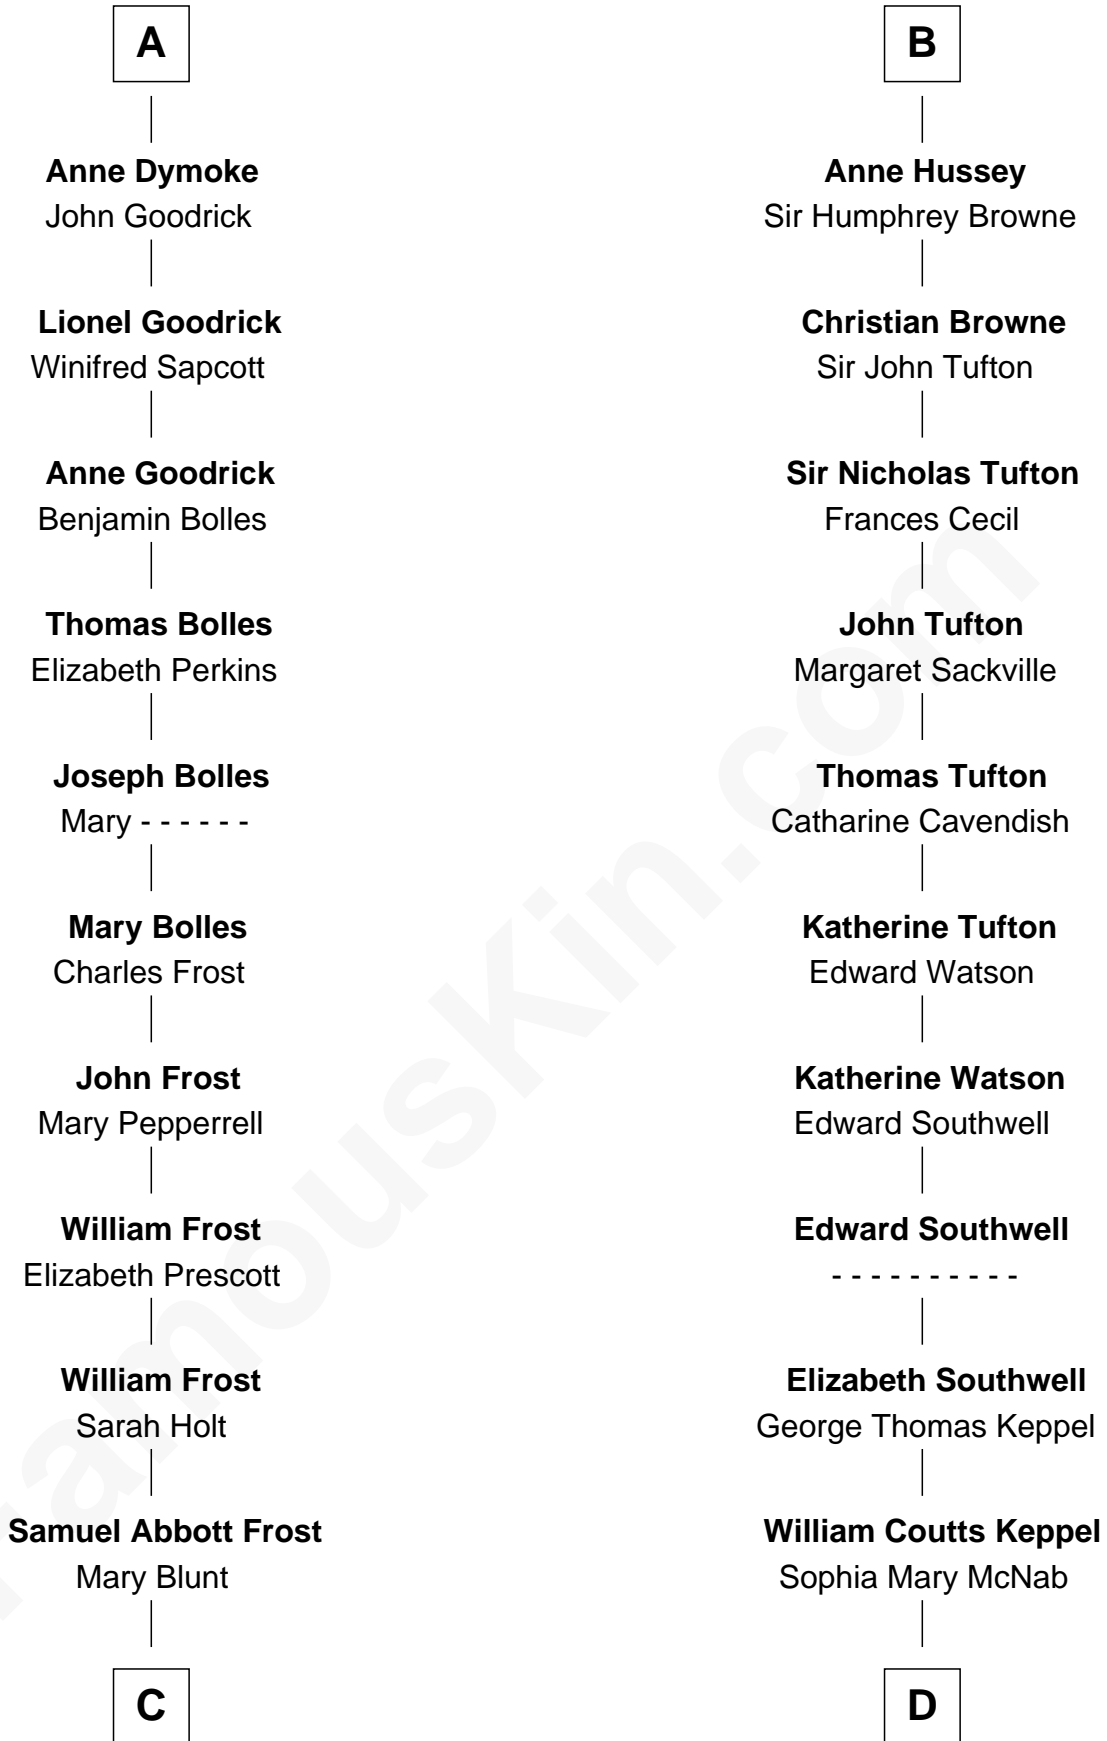 A
Anne Dymoke
John Goodrick
Lionel Goodrick
Winifred Sapcott
Anne Goodrick
Benjamin Bolles
Thomas Bolles
Elizabeth Perkins
Joseph Bolles
Mary - - - - - -
Mary Bolles
Charles Frost
John Frost
Mary Pepperrell
William Frost
Elizabeth Prescott
William Frost
Sarah Holt
Samuel Abbott Frost
Mary Blunt
C
B
Anne Hussey
Sir Humphrey Browne
Christian Browne
Sir John Tufton
Sir Nicholas Tufton
Frances Cecil
John Tufton
Margaret Sackville
Thomas Tufton
Catharine Cavendish
Katherine Tufton
Edward Watson
Katherine Watson
Edward Southwell
Edward Southwell
- - - - - - - - - -
Elizabeth Southwell
George Thomas Keppel
William Coutts Keppel
Sophia Mary McNab
D
FamousKin.com